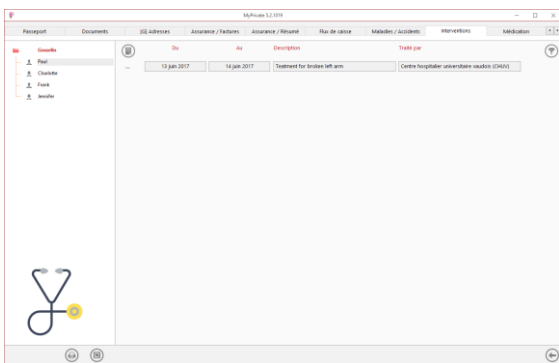 MyPrivate 3.2.1019
Passeport Documents [G] Adresses Assurance / Factures Assurance / Résumé Flux de caisse Maladies / Accidents Interventions Médication
Du Au Description Traité par
Paul
13 juin 2017 14 juin 2017 Teatment for broken left arm Centre hospitalier universitaire vaudois (CHUV)
Charlotte
Frank
Jennifer